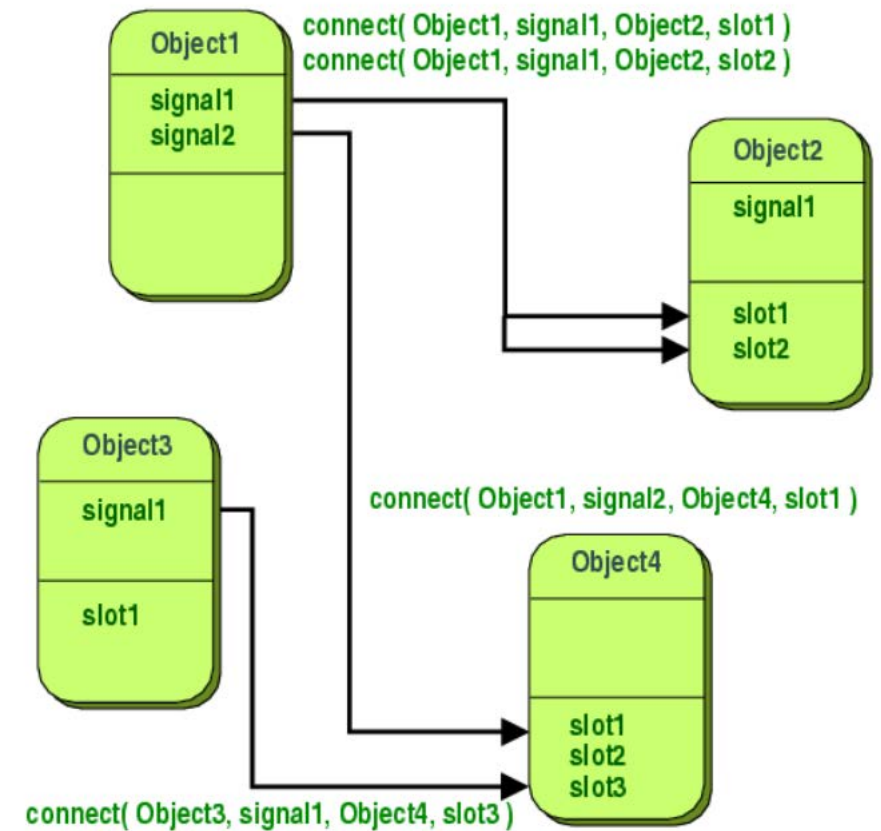 Object1
signal1
signal2
connect( Object1, signal1, Object2, slot1 )
connect( Object1, signal1, Object2, slot2 )
Object2
signal1
slot1
slot2
Object3
signal1
slot1
connect( Object1, signal2, Object4, slot1 )
Object4
slot1
slot2
slot3
connect( Object3, signal1, Object4, slot3 )